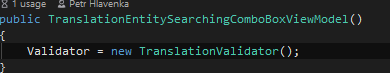 1 usage Petr Hlavenka
public TranslationEntitySearchingComboBoxViewModel()
{
Validator = new TranslationValidator();
}